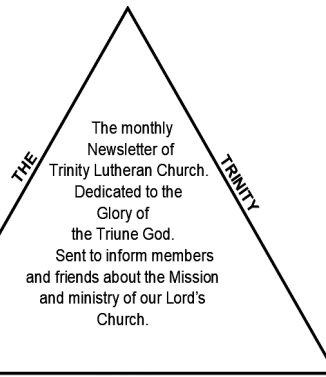 THE
TRINITY
The monthly
Newsletter of
Trinity Lutheran Church.
Dedicated to the
Glory of
the Triune God.
Sent to inform members
and friends about the Mission
and ministry of our Lord's
Church.